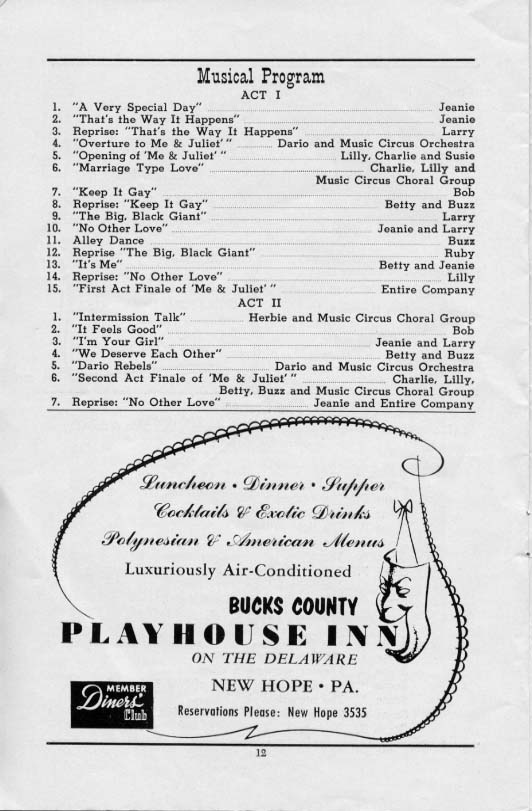 Musical Program
ACT I
1. "A Very Special Day" Jeanie
2. "That's the Way It Happens" Jeanie
3. Reprise: "That's the Way It Happens" Larry
4. "Overture to Me & Juliet' " Dario and Music Circus Orchestra
5. "Opening of 'Me & Juliet' " Lilly, Charlie and Susie
6. "Marriage Type Love" Charlie, Lilly and
Music Circus Choral Group
7. "Keep It Gay" Bob
8. Reprise: "Keep It Gay" Betty and Buzz
9. "The Big, Black Giant" Larry
10. "No Other Love" Jeanie and Larry
11. Alley Dance Buzz
12. Reprise "The Big, Black Giant" Ruby
13. "It's Me" Betty and Jeanie
14. Reprise: "No Other Love" Lilly
15. "First Act Finale of 'Me & Juliet' " Entire Company
ACT II
1. "Intermission Talk" Herbie and Music Circus Choral Group
2. "It Feels Good" Bob
3. "I'm Your Girl" Jeanie and Larry
4. "We Deserve Each Other" Betty and Buzz
5. "Dario Rebels" Dario and Music Circus Orchestra
6. "Second Act Finale of 'Me & Juliet' " Charlie, Lilly,
Betty, Buzz and Music Circus Choral Group
7. Reprise: "No Other Love" Jeanie and Entire Company
Luncheon • Dinner • Supper
Cocktails & Exotic Drinks
Polynesian & American Menus
Luxuriously Air-Conditioned
BUCKS COUNTY
PLAYHOUSE INN
ON THE DELAWARE
NEW HOPE • PA.
MEMBER
Diners'
Club
Reservations Please: New Hope 3535
12